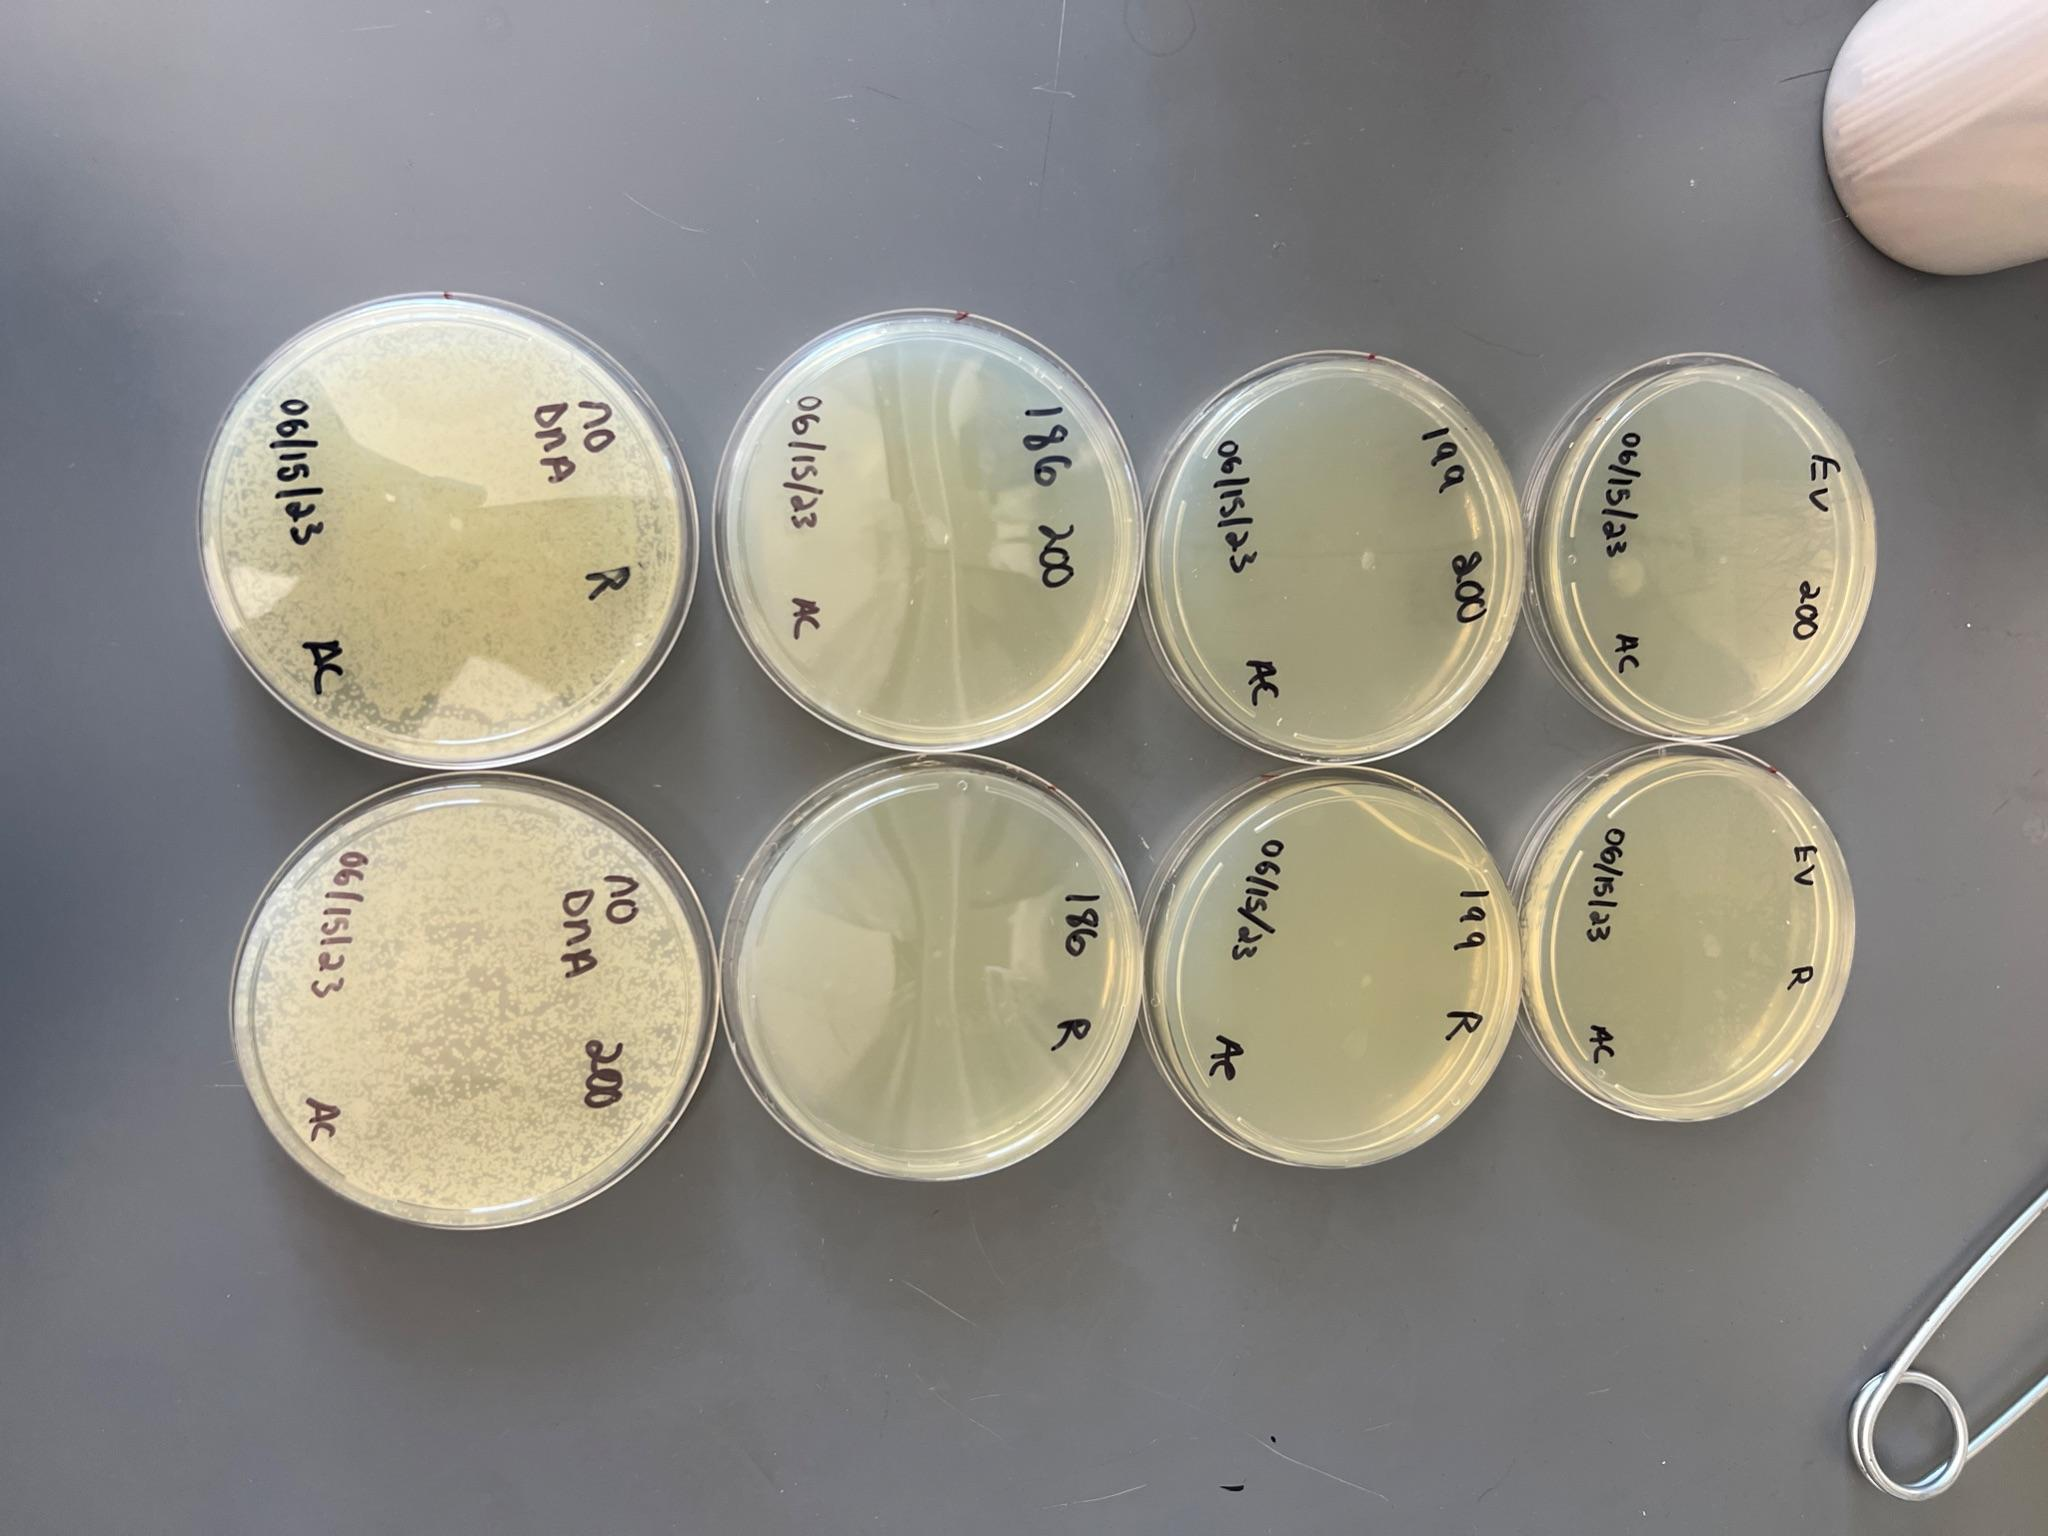 no
DNA
R
06/15/23
AC
186 200
06/15/23
AC
199 200
06/15/23
AC
EV 200
06/15/23
AC
no
DNA
200
06/15/23
AC
186 R
199 R
06/15/23
AC
EV R
06/15/23
AC